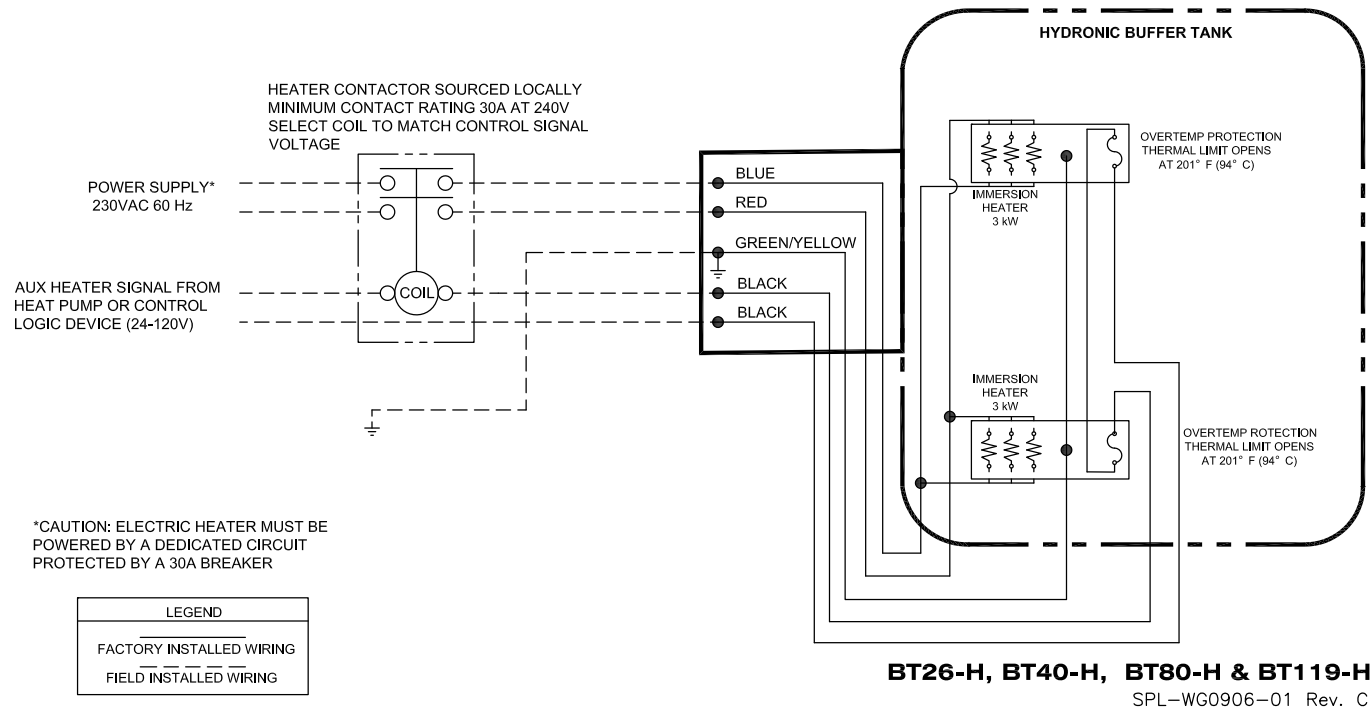 HYDRONIC BUFFER TANK
HEATER CONTACTOR SOURCED LOCALLY
MINIMUM CONTACT RATING 30A AT 240V
SELECT COIL TO MATCH CONTROL SIGNAL
VOLTAGE
POWER SUPPLY*
230VAC 60 Hz
AUX HEATER SIGNAL FROM
HEAT PUMP OR CONTROL
LOGIC DEVICE (24-120V)
COIL
BLUE
RED
GREEN/YELLOW
BLACK
BLACK
OVERTEMP PROTECTION
THERMAL LIMIT OPENS
AT 201° F (94° C)
IMMERSION
HEATER
3 kW
IMMERSION
HEATER
3 kW
OVERTEMP ROTECTION
THERMAL LIMIT OPENS
AT 201° F (94° C)
*CAUTION: ELECTRIC HEATER MUST BE
POWERED BY A DEDICATED CIRCUIT
PROTECTED BY A 30A BREAKER
LEGEND
FACTORY INSTALLED WIRING
FIELD INSTALLED WIRING
BT26-H, BT40-H, BT80-H & BT119-H
SPL-WG0906-01 Rev. C